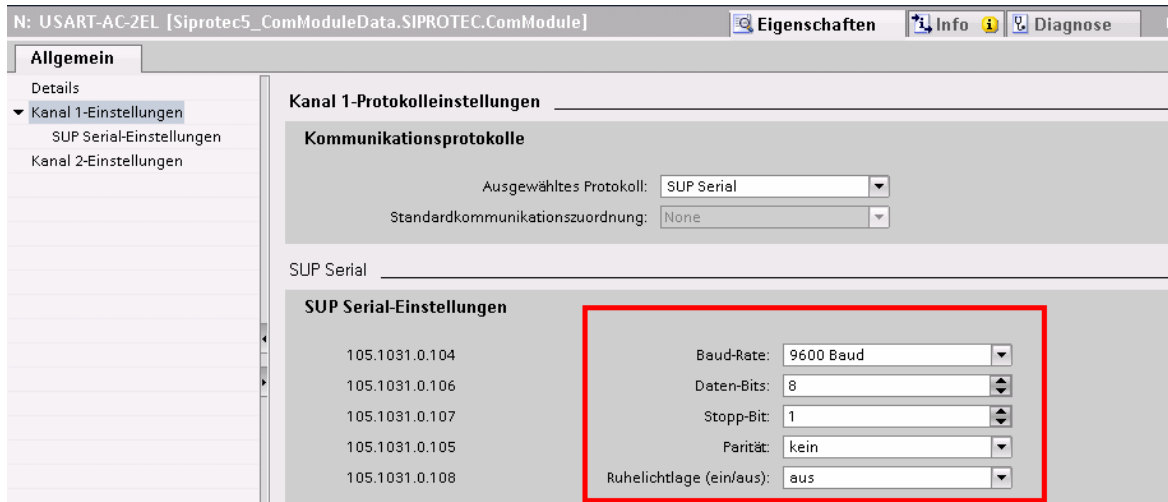 N: USART-AC-2EL [Siprotec5_ComModuleData.SIPROTEC.ComModule]
Eigenschaften
Info
Diagnose
Allgemein
Details
Kanal 1-Einstellungen
SUP Serial-Einstellungen
Kanal 2-Einstellungen
Kanal 1-Protokolleinstellungen
Kommunikationsprotokolle
Ausgewähltes Protokoll: SUP Serial
Standardkommunikationszuordnung: None
SUP Serial
SUP Serial-Einstellungen
105.1031.0.104 Baud-Rate: 9600 Baud
105.1031.0.106 Daten-Bits: 8
105.1031.0.107 Stopp-Bit: 1
105.1031.0.105 Parität: kein
105.1031.0.108 Ruhelichtlage (ein/aus): aus